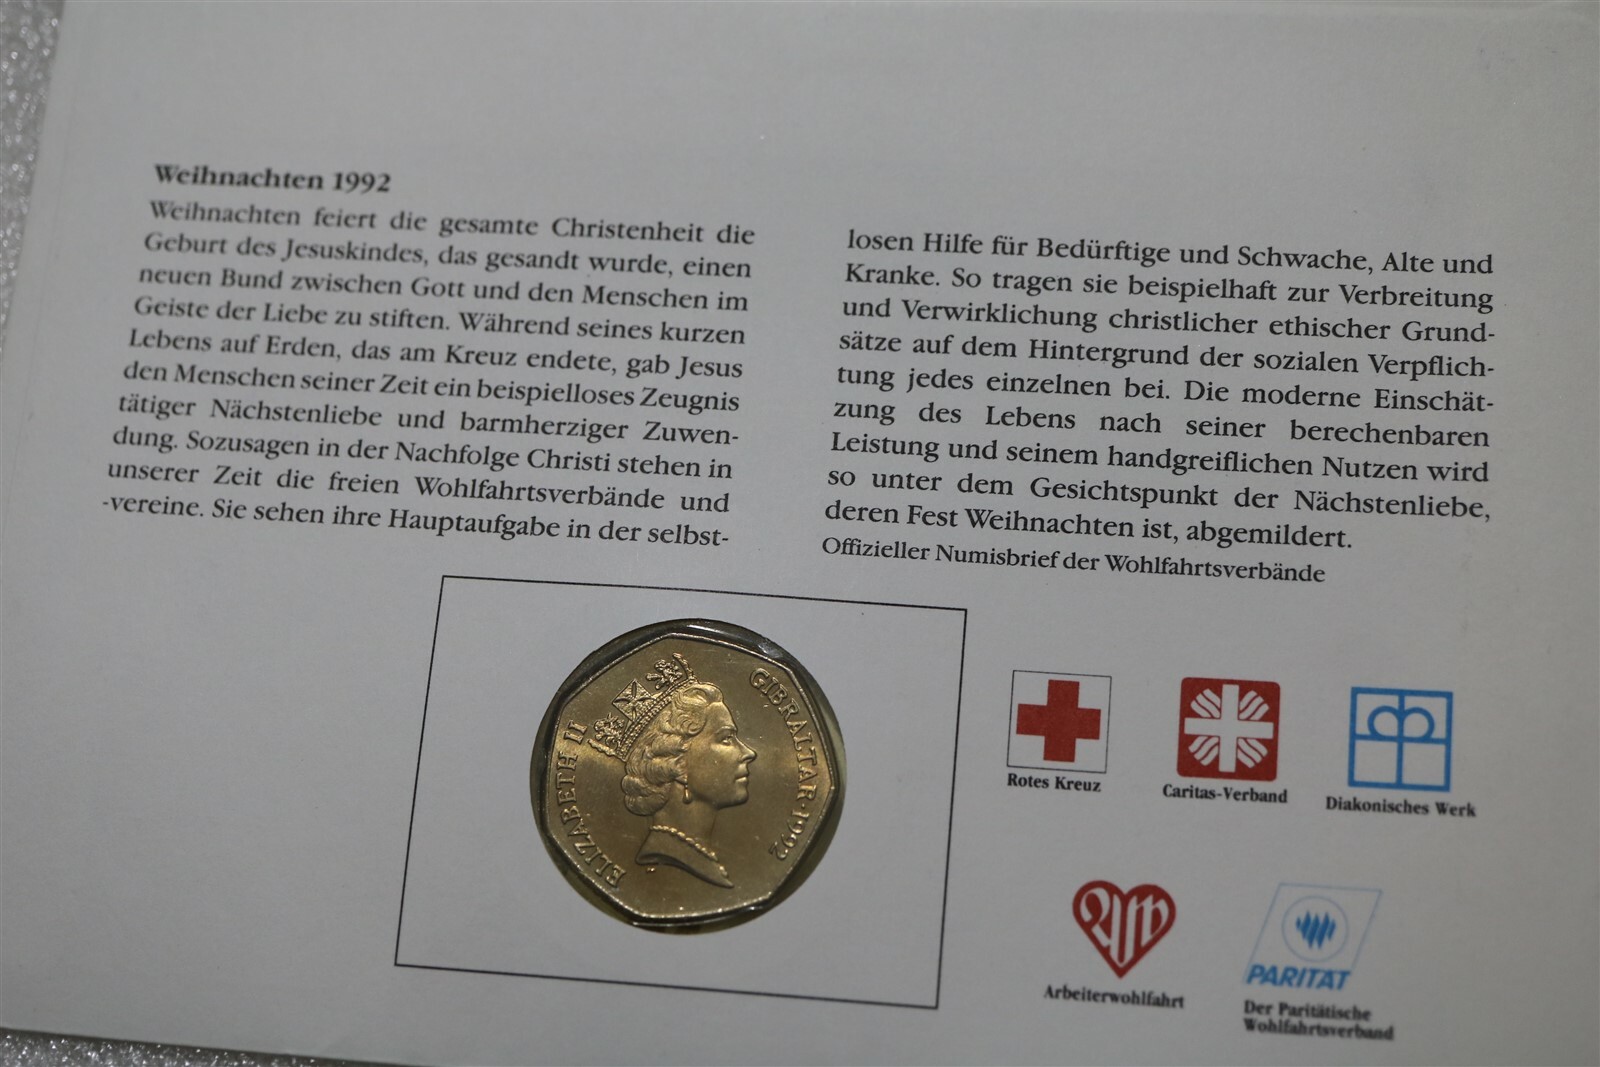 Weihnachten 1992
Weihnachten feiert die gesamte Christenheit die
Geburt des Jesuskindes, das gesandt wurde, einen
neuen Bund zwischen Gott und den Menschen im
Geiste der Liebe zu stiften. Während seines kurzen
Lebens auf Erden, das am Kreuz endete, gab Jesus
den Menschen seiner Zeit ein beispielloses Zeugnis
tätiger Nächstenliebe und barmherziger Zuwen-
dung. Sozusagen in der Nachfolge Christi stehen in
unserer Zeit die freien Wohlfahrtsverbände und
-vereine. Sie sehen ihre Hauptaufgabe in der selbst-
losen Hilfe für Bedürftige und Schwache, Alte und
Kranke. So tragen sie beispielhaft zur Verbreitung
und Verwirklichung christlicher ethischer Grund-
sätze auf dem Hintergrund der sozialen Verpflich-
tung jedes einzelnen bei. Die moderne Einschät-
zung des Lebens nach seiner berechenbaren
Leistung und seinem handgreiflichen Nutzen wird
so unter dem Gesichtspunkt der Nächstenliebe,
deren Fest Weihnachten ist, abgemildert.
Offizieller Numisbrief der Wohlfahrtsverbände
ELIZABETH II
GIBRALTAR · 1992
Rotes Kreuz
Caritas-Verband
Diakonisches Werk
AW
Arbeiterwohlfahrt
PARITÄT
Der Paritätische
Wohlfahrtsverband